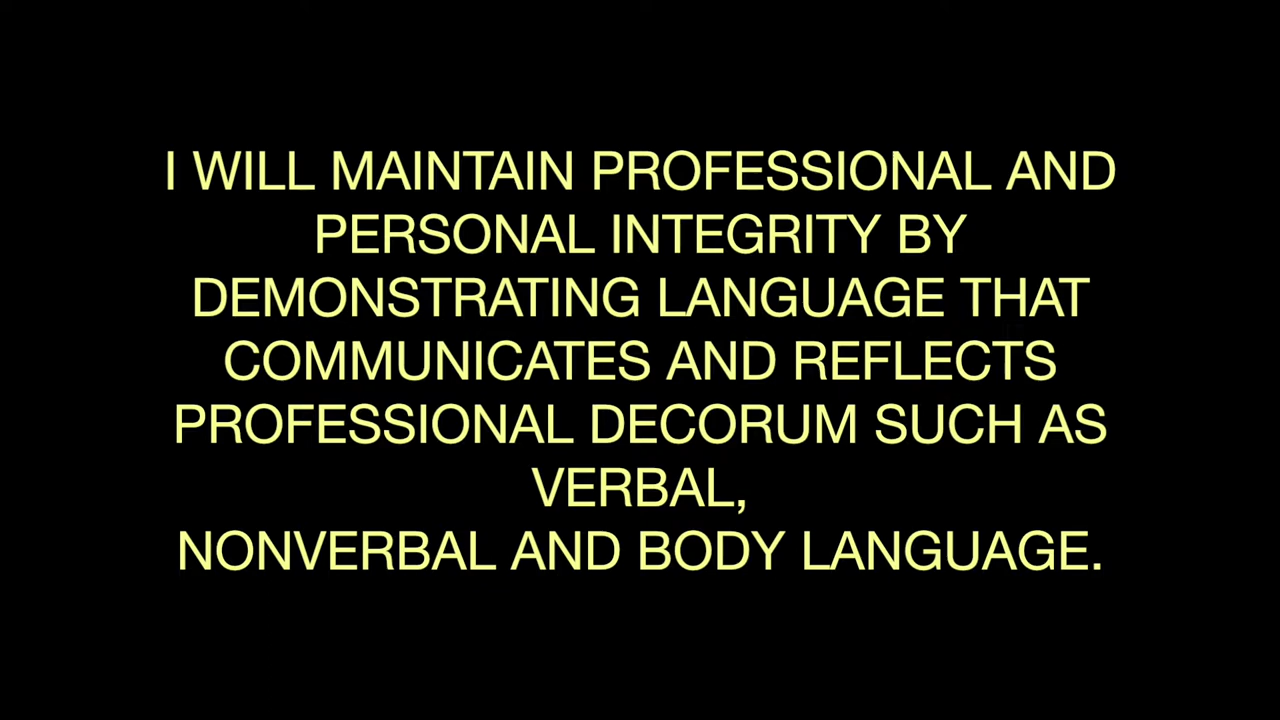 I WILL MAINTAIN PROFESSIONAL AND
PERSONAL INTEGRITY BY
DEMONSTRATING LANGUAGE THAT
COMMUNICATES AND REFLECTS
PROFESSIONAL DECORUM SUCH AS
VERBAL,
NONVERBAL AND BODY LANGUAGE.